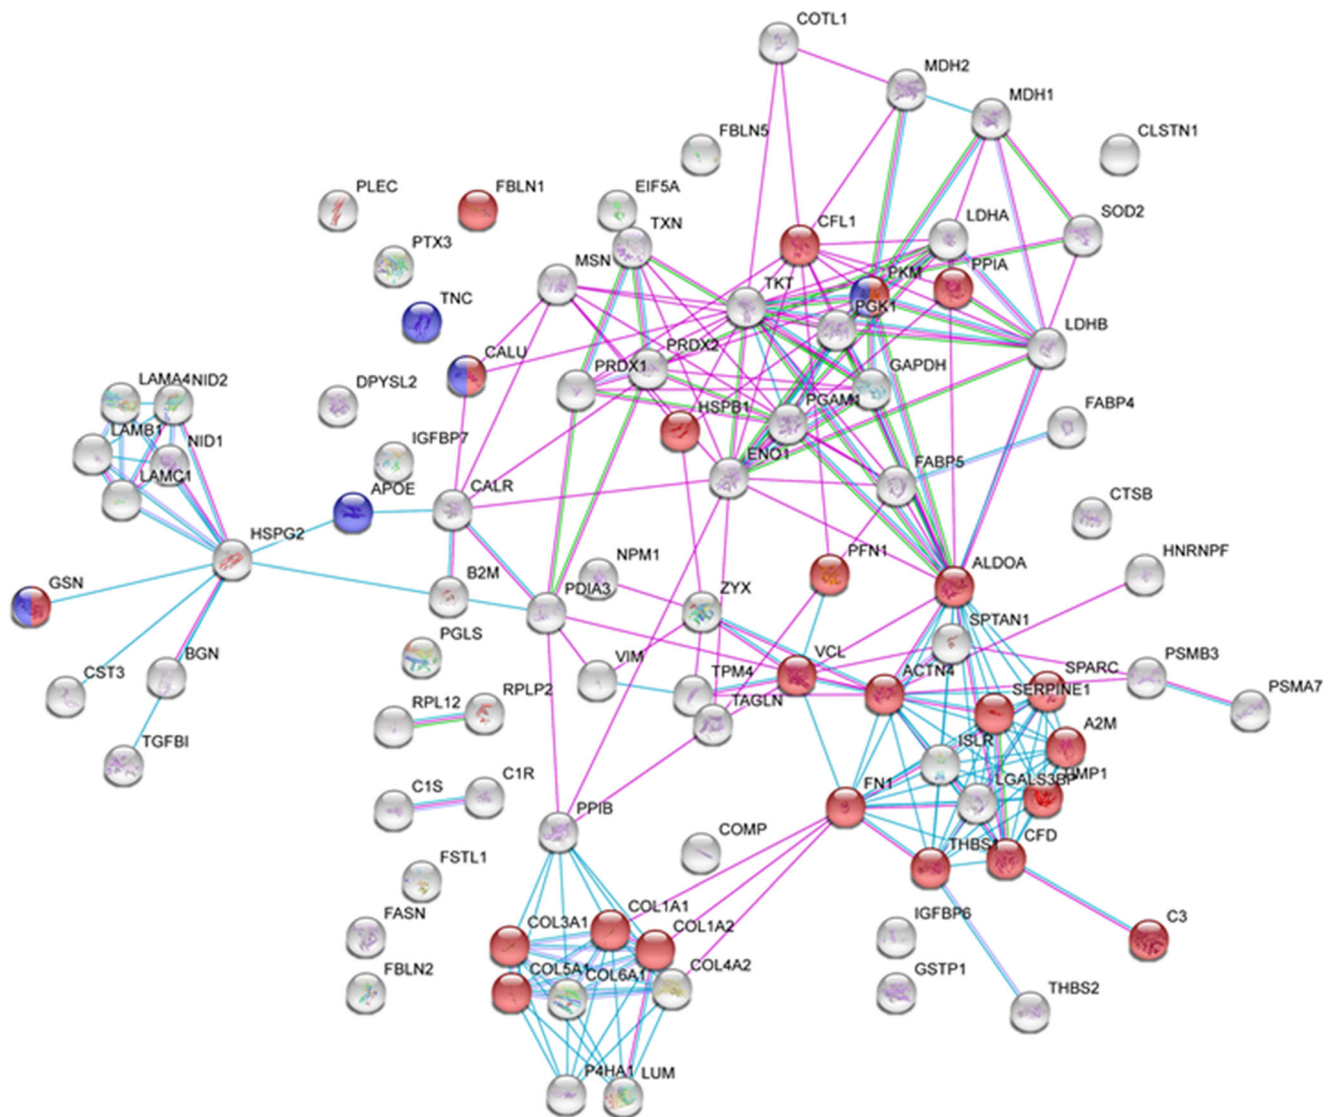 COTL1
MDH2
MDH1
FBLN5
CLSTN1
PLEC
FBLN1
EIF5A
TXN
CFL1
LDHA
SOD2
PTX3
MSN
TKT
PKM
PPIA
TNC
PGK1
LDHB
CALU
PRDX2
PRDX1
GAPDH
LAMA4
NID2
DPYSL2
HSPB1
PGAM1
FABP4
LAMB1
NID1
IGFBP7
ENO1
FABP5
LAMC1
APOE
CALR
CTSB
HSPG2
NPM1
PFN1
ALDOA
HNRNPF
GSN
B2M
PDIA3
ZYX
SPTAN1
PGLS
VIM
TPM4
VCL
ACTN4
SPARC
PSMB3
BGN
CST3
TAGLN
SERPINE1
PSMA7
RPL12
RPLP2
A2M
TGFBI
ISLR
C1S
C1R
FN1
LGALS3BP
PPIB
COMP
THBS1
CFD
FSTL1
FASN
COL3A1
COL1A1
COL1A2
IGFBP6
C3
FBLN2
COL5A1
COL6A1
COL4A2
GSTP1
THBS2
P4HA1
LUM